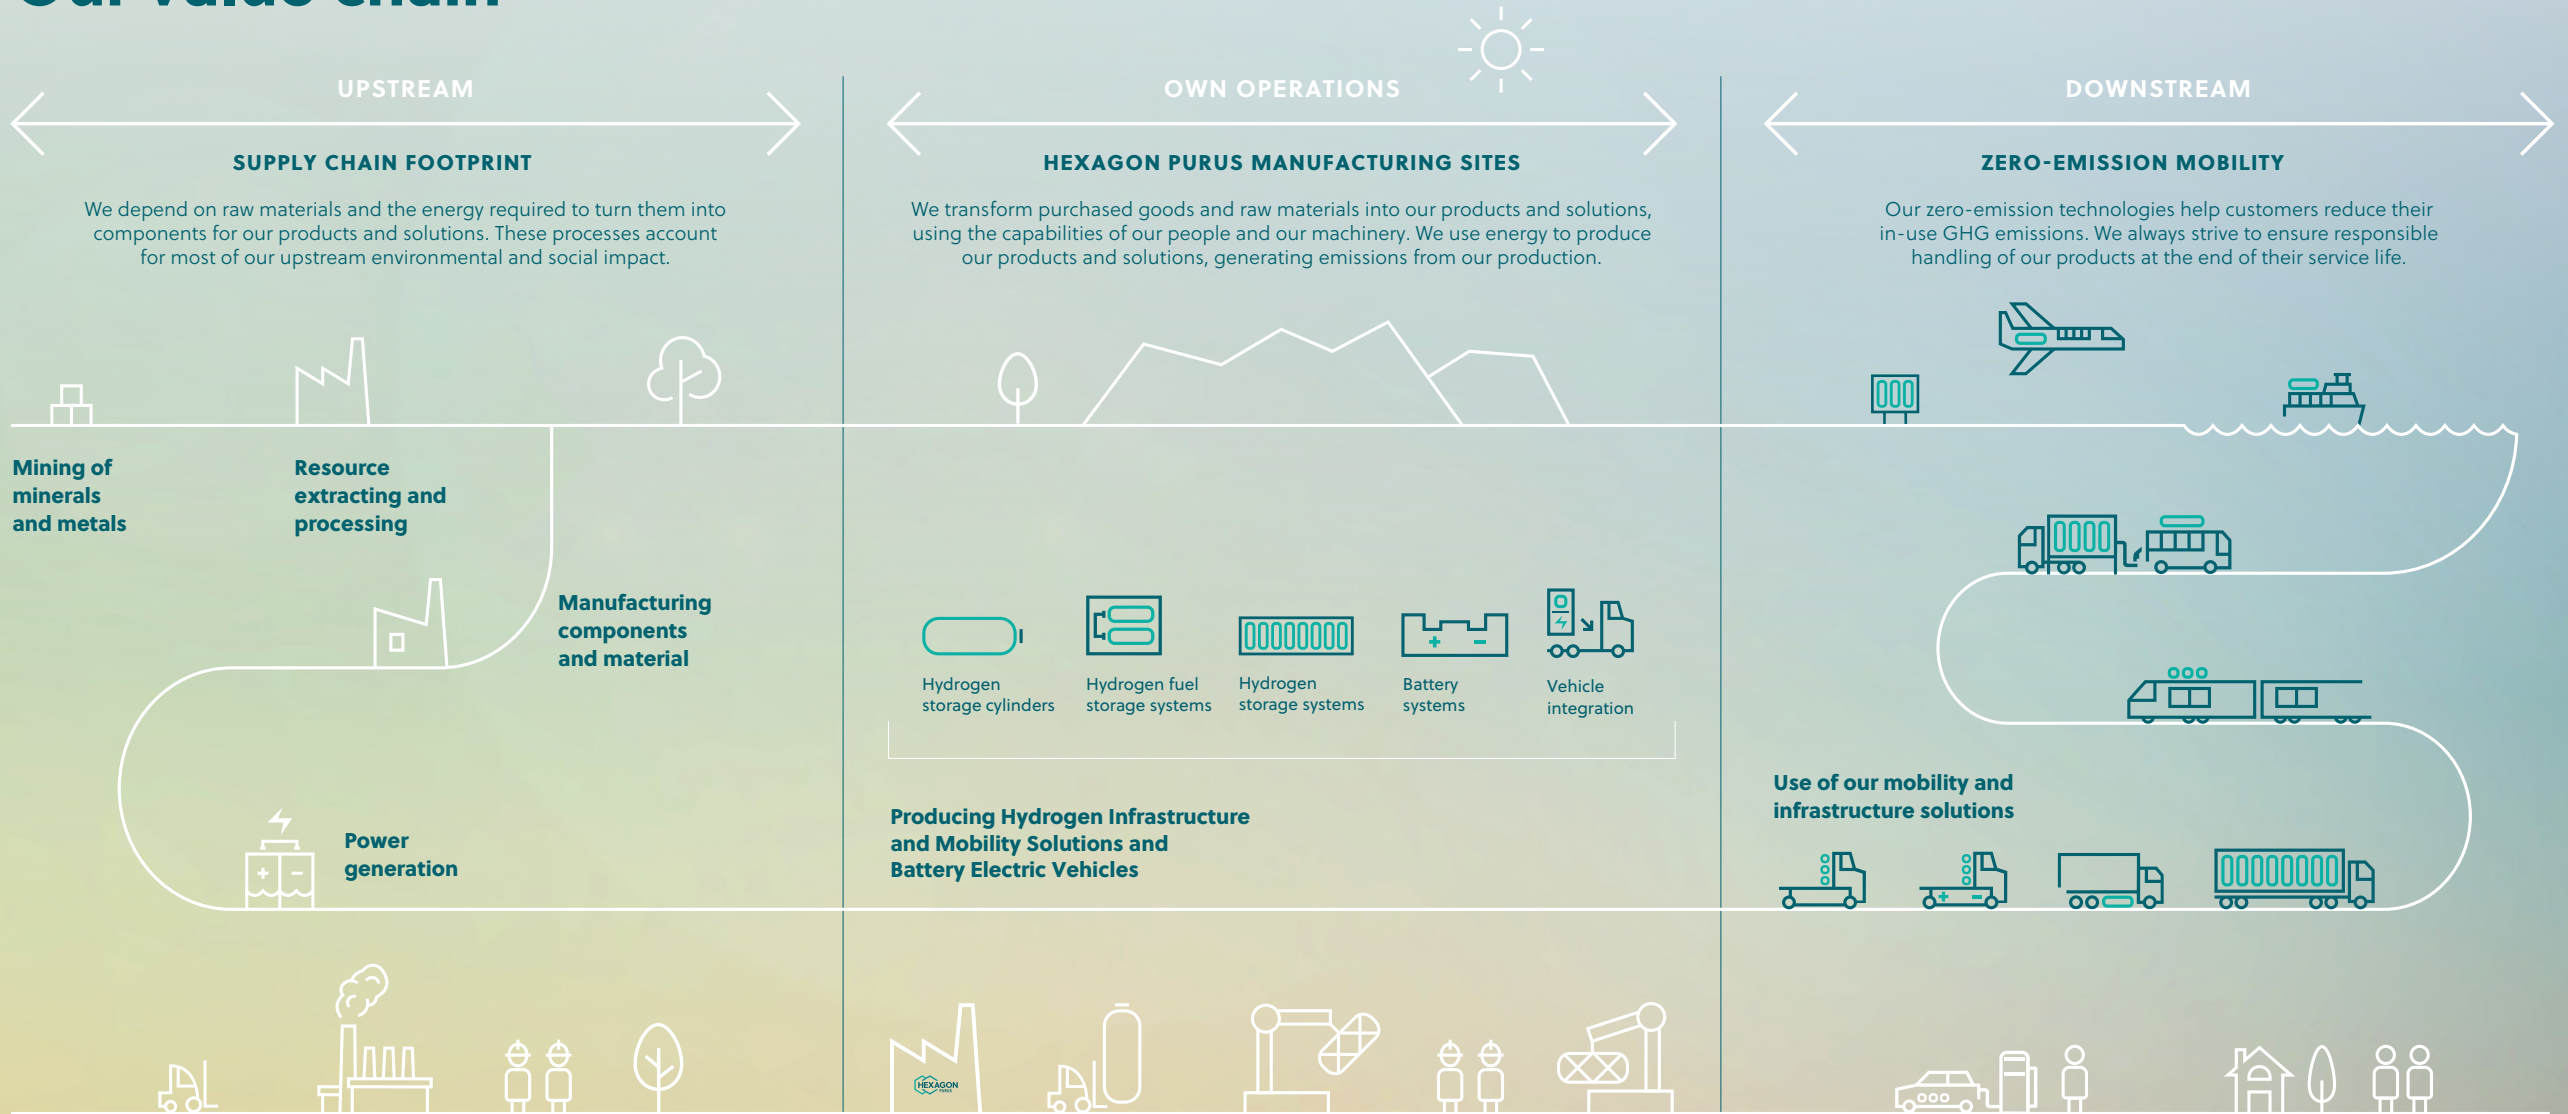 Our value chain
UPSTREAM
SUPPLY CHAIN FOOTPRINT
We depend on raw materials and the energy required to turn them into
components for our products and solutions. These processes account
for most of our upstream environmental and social impact.
Mining of
minerals
and metals
Resource
extracting and
processing
Manufacturing
components
and material
Power
generation
OWN OPERATIONS
HEXAGON PURUS MANUFACTURING SITES
We transform purchased goods and raw materials into our products and solutions,
using the capabilities of our people and our machinery. We use energy to produce
our products and solutions, generating emissions from our production.
Hydrogen
storage cylinders
Hydrogen fuel
storage systems
Hydrogen
storage systems
Battery
systems
Vehicle
integration
Producing Hydrogen Infrastructure
and Mobility Solutions and
Battery Electric Vehicles
HEXAGON
PURUS
DOWNSTREAM
ZERO-EMISSION MOBILITY
Our zero-emission technologies help customers reduce their
in-use GHG emissions. We always strive to ensure responsible
handling of our products at the end of their service life.
Use of our mobility and
infrastructure solutions